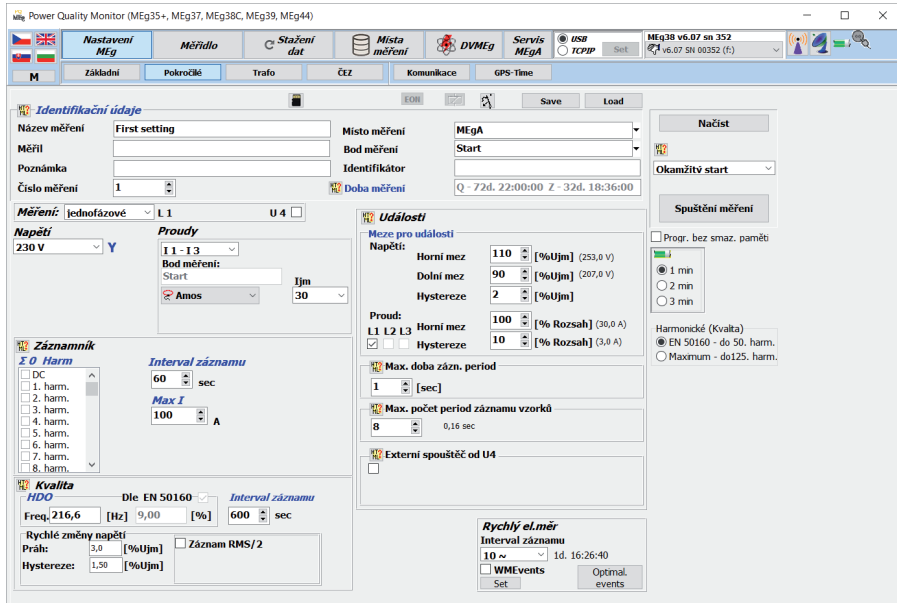 Power Quality Monitor (MEg35+, MEg37, MEg38C, MEg39, MEg44)
Nastavení MEg
Měřidlo
Stažení dat
Místa měření
DVMEg
Servis MEgA
USB
TCPIP
Set
MEg38 v6.07 sn 352
v6.07 SN 00352 (f:)
M
Základní
Pokročilé
Trafo
ČEZ
Komunikace
GPS-Time
EOR
Save
Load
Identifikační údaje
Název měření First setting
Místo měření MEgA
Měřil
Bod měření Start
Poznámka
Identifikátor
Číslo měření 1
Doba měření Q - 72d. 22:00:00 Z - 32d. 18:36:00
Načíst
Okamžitý start
Spuštění měření
Progr. bez smaz. paměti
1 min
2 min
3 min
Harmonické (Kvalita)
EN 50160 - do 50. harm.
Maximum - do125. harm.
Měření: jednofázové L 1 U 4
Napětí
230 V Y
Proudy
I 1 - I 3
Bod měření:
Start
Amos
Ijm
30
Události
Meze pro události
Napětí:
Horní mez 110 [%Ujm] (253,0 V)
Dolní mez 90 [%Ujm] (207,0 V)
Hystereze 2 [%Ujm]
Proud:
L1 L2 L3
Horní mez 100 [% Rozsah] (30,0 A)
Hystereze 10 [% Rozsah] (3,0 A)
Max. doba zázn. period
1 [sec]
Max. počet period záznamu vzorků
8 0,16 sec
Externí spouštěč od U4
Záznamník
Σ 0 Harm
DC
1. harm.
2. harm.
3. harm.
4. harm.
5. harm.
6. harm.
7. harm.
8. harm.
Interval záznamu
60 sec
Max I
100 A
Kvalita
HDO
Dle EN 50160
Interval záznamu
Freq. 216,6 [Hz] 9,00 [%] 600 sec
Rychlé změny napětí
Práh: 3,0 [%Ujm]
Hystereze: 1,50 [%Ujm]
Záznam RMS/2
Rychlý el.měr
Interval záznamu
10 ~ 1d. 16:26:40
WMEvents
Set
Optimal. events